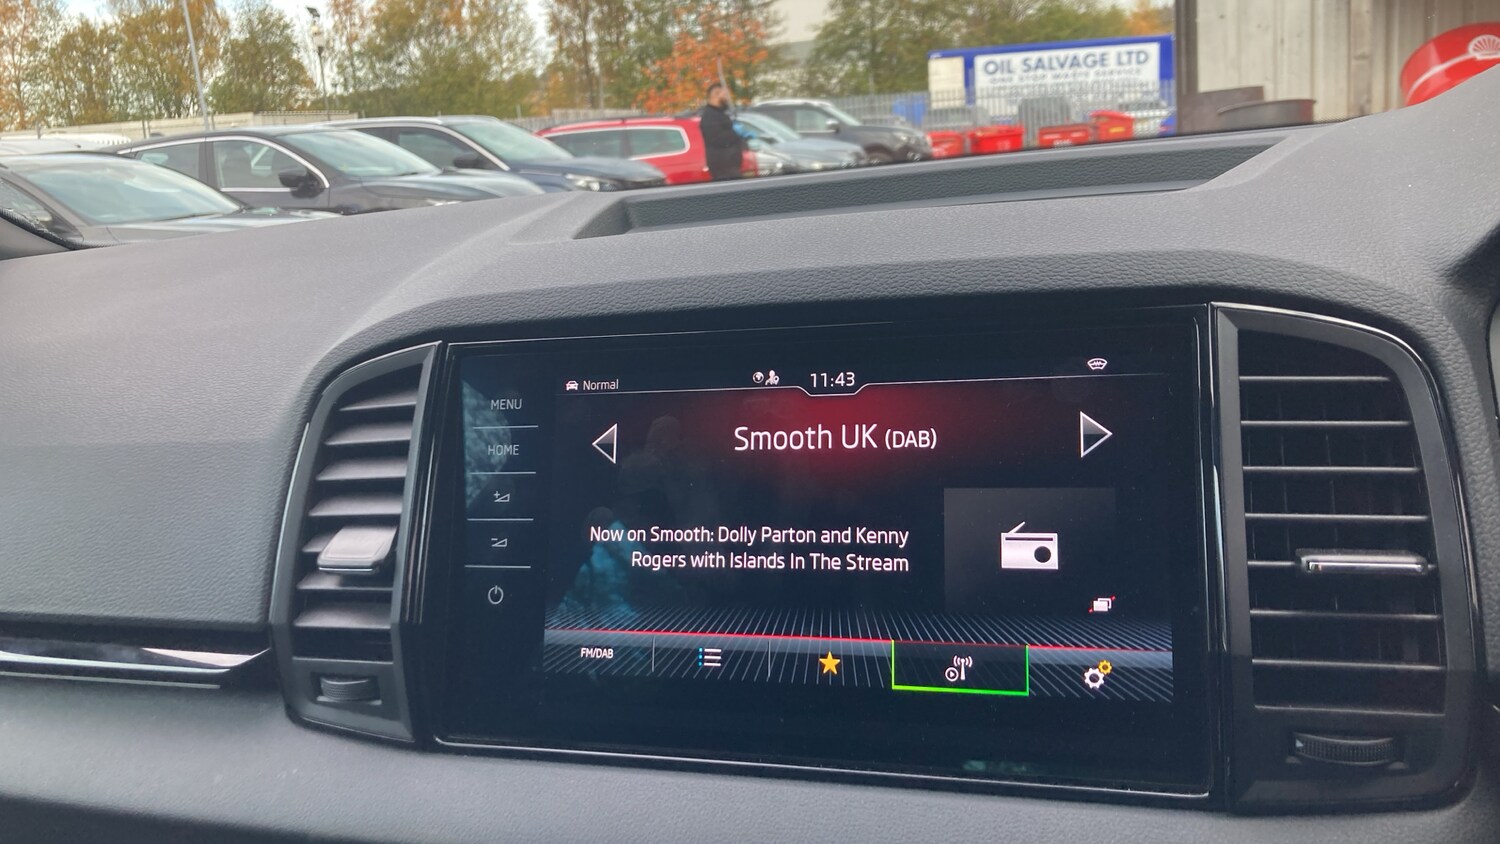 OIL SALVAGE LTD
Normal
11:43
MENU
HOME
Smooth UK (DAB)
Now on Smooth: Dolly Parton and Kenny
Rogers with Islands In The Stream
FM/DAB